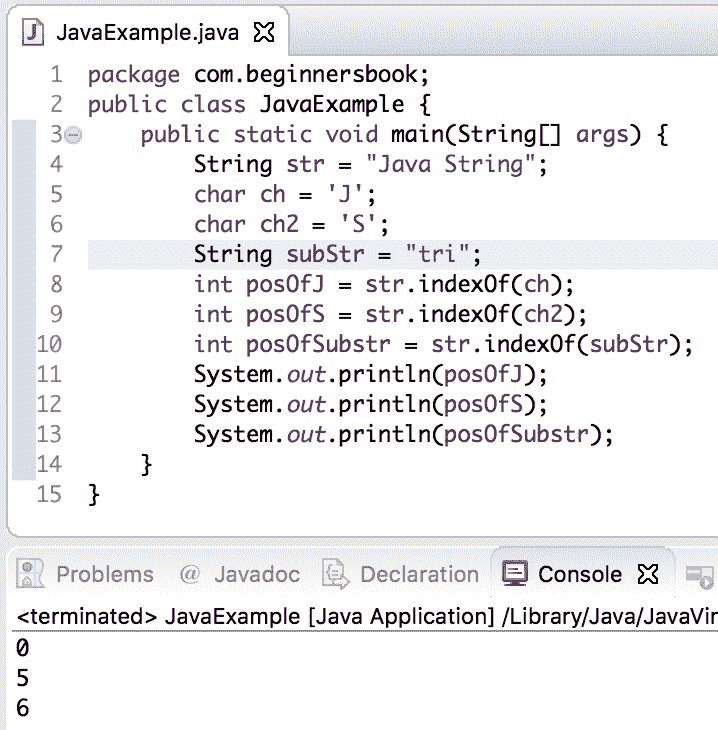 JavaExample.java
1 package com.beginnersbook;
2 public class JavaExample {
3 public static void main(String[] args) {
4 String str = "Java String";
5 char ch = 'J';
6 char ch2 = 'S';
7 String subStr = "tri";
8 int posOfJ = str.indexOf(ch);
9 int posOfS = str.indexOf(ch2);
10 int posOfSubstr = str.indexOf(subStr);
11 System.out.println(posOfJ);
12 System.out.println(posOfS);
13 System.out.println(posOfSubstr);
14 }
15 }
Problems @ Javadoc Declaration Console
<terminated> JavaExample [Java Application] /Library/Java/JavaVir
0
5
6